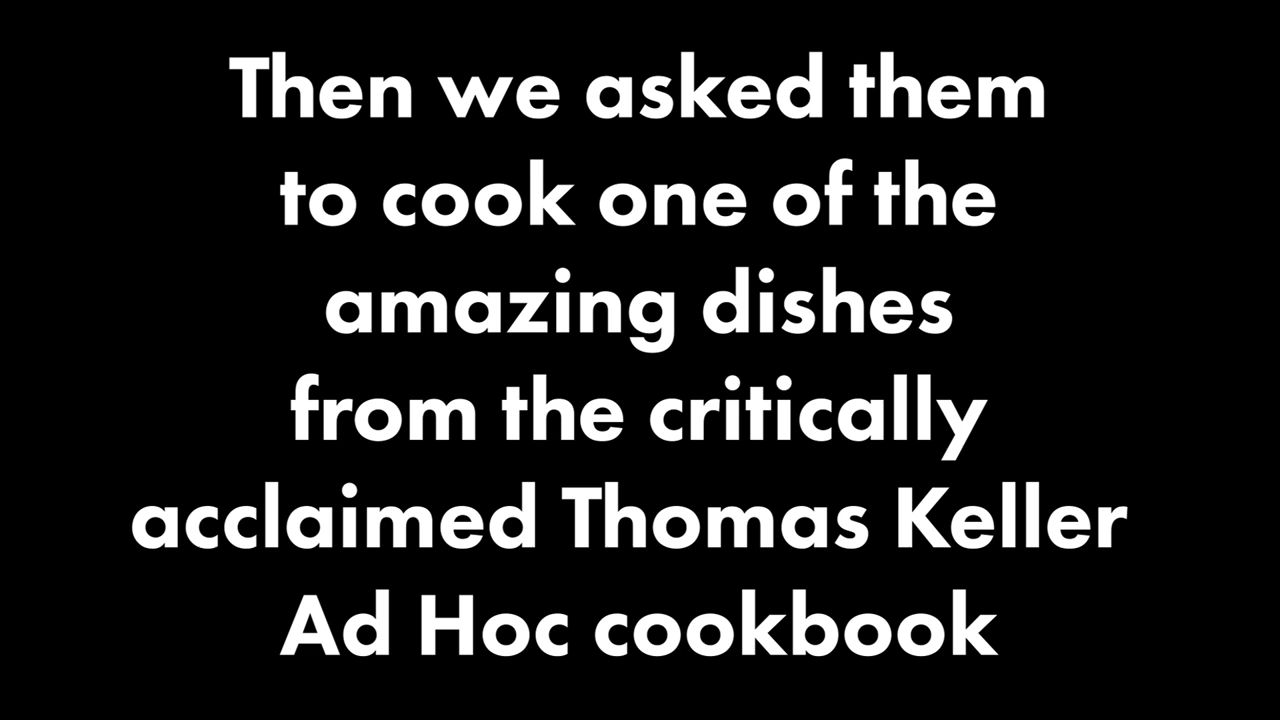 Then we asked them
to cook one of the
amazing dishes
from the critically
acclaimed Thomas Keller
Ad Hoc cookbook